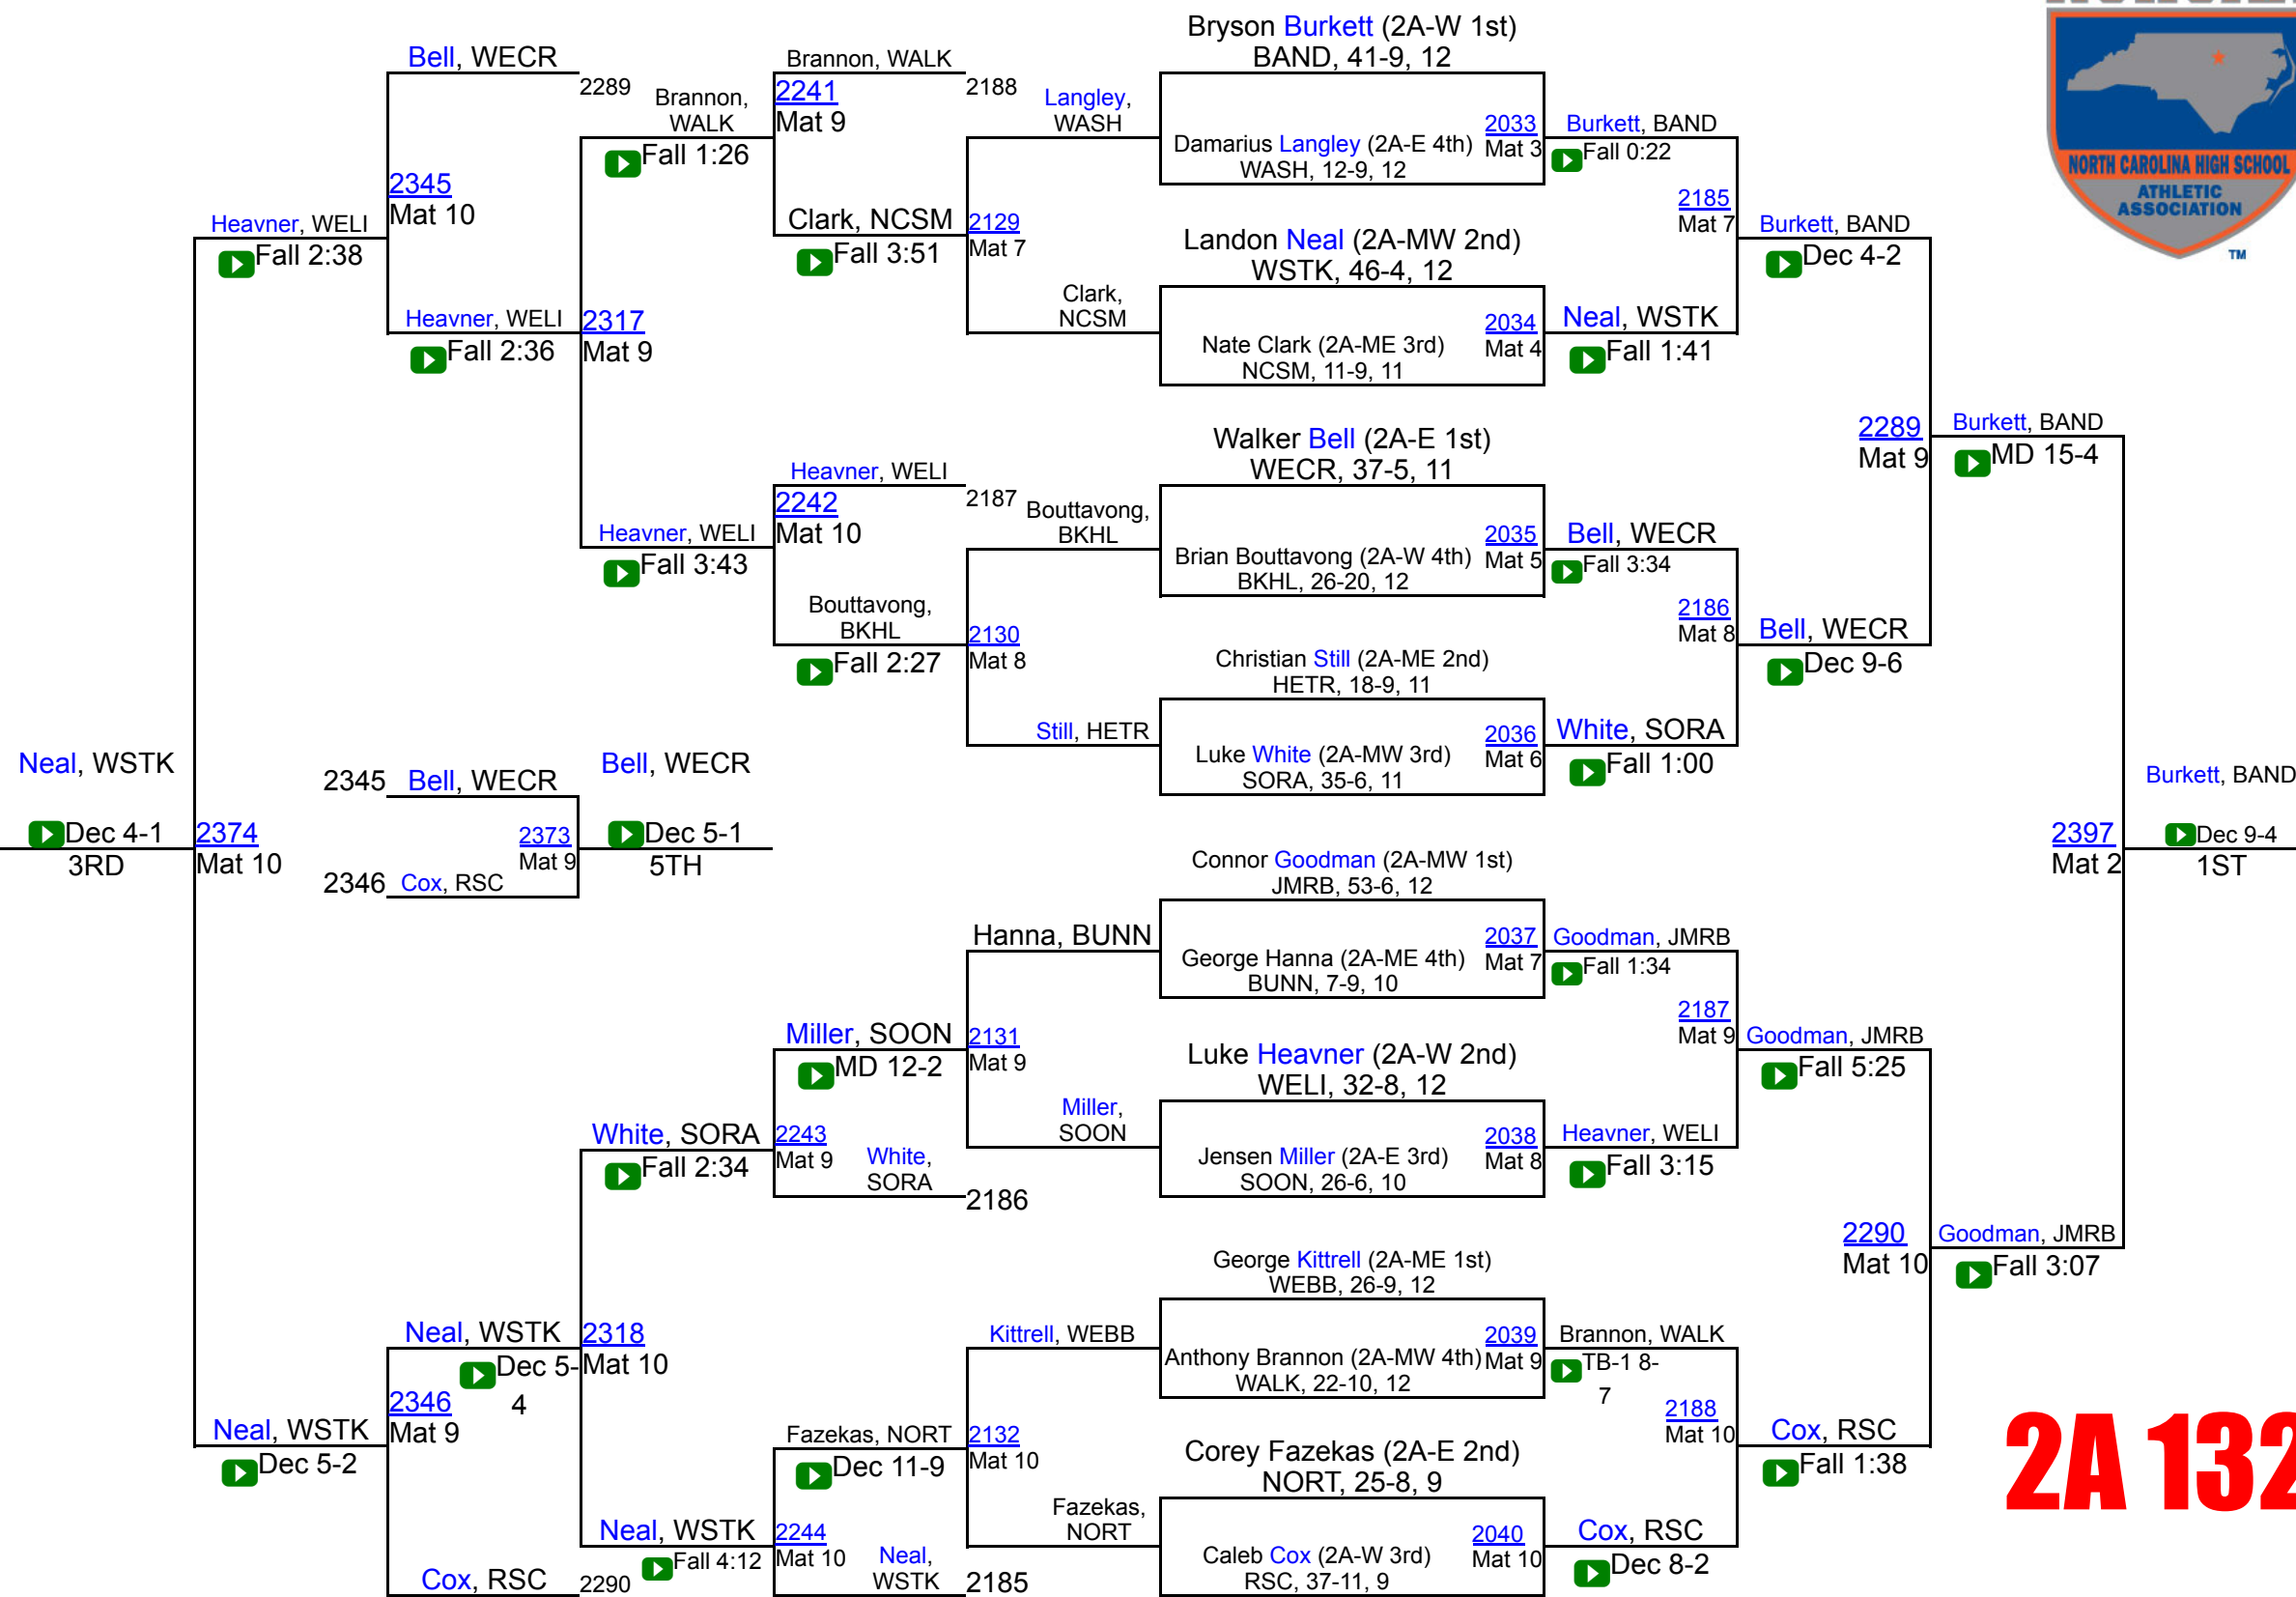 Bell, WECR
2289
2345
Mat 10
Heavner, WELI
Fall 2:38
Heavner, WELI
Fall 2:36
Brannon,
WALK
Fall 1:26
2317
Mat 9
Heavner, WELI
Fall 3:43
Brannon, WALK
2188
2241
Mat 9
Clark, NCSM
Fall 3:51
Heavner, WELI
2187
2242
Mat 10
Bouttavong,
BKHL
Fall 2:27
Langley,
WASH
2129
Mat 7
Clark,
NCSM
Bouttavong,
BKHL
2130
Mat 8
Still, HETR
Bryson Burkett (2A-W 1st)
BAND, 41-9, 12
Damarius Langley (2A-E 4th)
WASH, 12-9, 12
2033
Mat 3
Landon Neal (2A-MW 2nd)
WSTK, 46-4, 12
Nate Clark (2A-ME 3rd)
NCSM, 11-9, 11
2034
Mat 4
Walker Bell (2A-E 1st)
WECR, 37-5, 11
Brian Bouttavong (2A-W 4th)
BKHL, 26-20, 12
2035
Mat 5
Christian Still (2A-ME 2nd)
HETR, 18-9, 11
Luke White (2A-MW 3rd)
SORA, 35-6, 11
2036
Mat 6
Burkett, BAND
Fall 0:22
2185
Mat 7
Neal, WSTK
Fall 1:41
Burkett, BAND
Dec 4-2
Bell, WECR
Fall 3:34
2186
Mat 8
White, SORA
Fall 1:00
Bell, WECR
Dec 9-6
2289
Mat 9
Burkett, BAND
MD 15-4
NORTH CAROLINA HIGH SCHOOL
ATHLETIC
ASSOCIATION
TM
Neal, WSTK
Dec 4-1
3RD
2374
Mat 10
2345
Bell, WECR
2346
Cox, RSC
2373
Mat 9
Bell, WECR
Dec 5-1
5TH
2397
Mat 2
Burkett, BAND
Dec 9-4
1ST
Hanna, BUNN
Miller, SOON
MD 12-2
2131
Mat 9
Miller,
SOON
White, SORA
Fall 2:34
2243
Mat 9
White,
SORA
2186
Neal, WSTK
Dec 5-
4
2318
Mat 10
2346
Mat 9
Neal, WSTK
Dec 5-2
Cox, RSC
2290
Neal, WSTK
Fall 4:12
2244
Mat 10
Neal,
WSTK
2185
Fazekas, NORT
Dec 11-9
Kittrell, WEBB
2132
Mat 10
Fazekas,
NORT
Connor Goodman (2A-MW 1st)
JMRB, 53-6, 12
George Hanna (2A-ME 4th)
BUNN, 7-9, 10
2037
Mat 7
Luke Heavner (2A-W 2nd)
WELI, 32-8, 12
Jensen Miller (2A-E 3rd)
SOON, 26-6, 10
2038
Mat 8
George Kittrell (2A-ME 1st)
WEBB, 26-9, 12
Anthony Brannon (2A-MW 4th)
WALK, 22-10, 12
2039
Mat 9
Corey Fazekas (2A-E 2nd)
NORT, 25-8, 9
Caleb Cox (2A-W 3rd)
RSC, 37-11, 9
2040
Mat 10
Goodman, JMRB
Fall 1:34
2187
Mat 9
Heavner, WELI
Fall 3:15
Goodman, JMRB
Fall 5:25
Brannon, WALK
TB-1 8-
7
2188
Mat 10
Cox, RSC
Dec 8-2
Cox, RSC
Fall 1:38
2290
Mat 10
Goodman, JMRB
Fall 3:07
2A 132